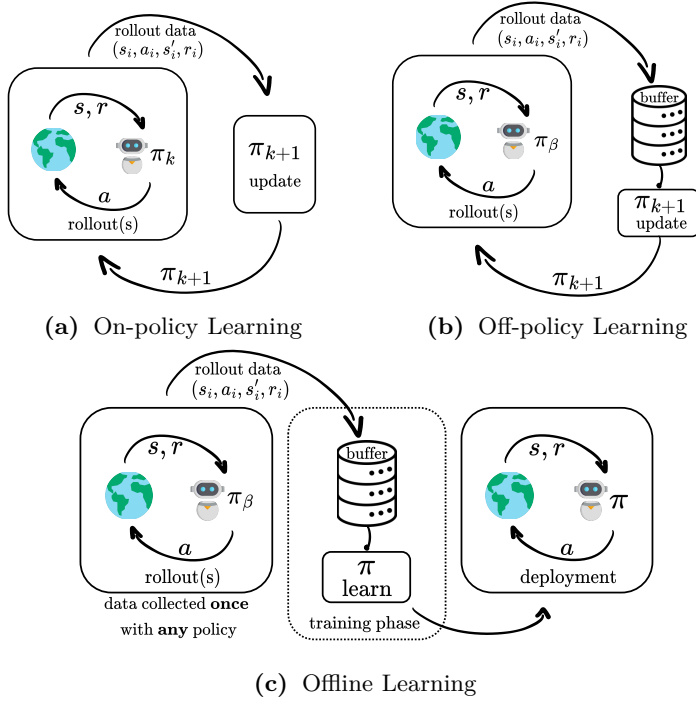 rollout data
(s_i, a_i, s'_i, r_i)
s, r
π_k
a
rollout(s)
π_{k+1}
update
π_{k+1}
(a) On-policy Learning
rollout data
(s_i, a_i, s'_i, r_i)
buffer
s, r
π_β
a
rollout(s)
π_{k+1}
update
π_{k+1}
(b) Off-policy Learning
rollout data
(s_i, a_i, s'_i, r_i)
s, r
π_β
a
rollout(s)
data collected once
with any policy
buffer
π
learn
training phase
s, r
π
a
deployment
(c) Offline Learning